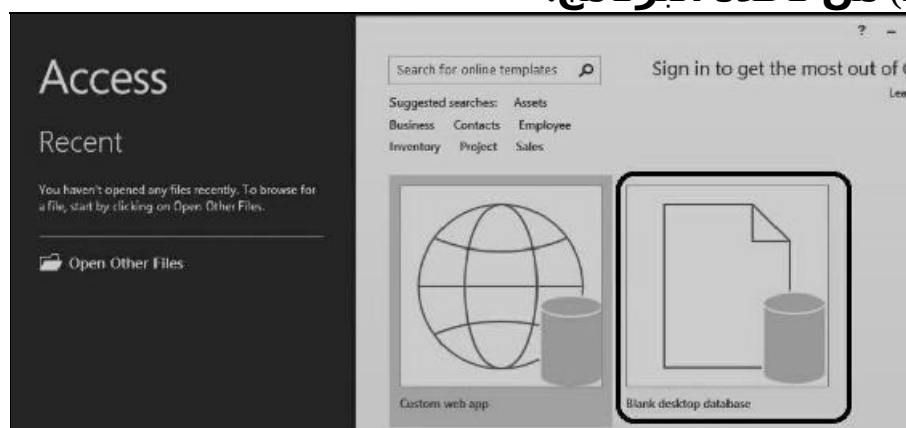 من
Access
Recent
You haven't opened any files recently. To browse for
a file, start by clicking on Open Other Files.
Open Other Files
?
Search for online templates
Sign in to get the most out of
Suggested searches: Assets
Business Contacts Employee
Inventory Project Sales
Custom web app
Blank desktop database